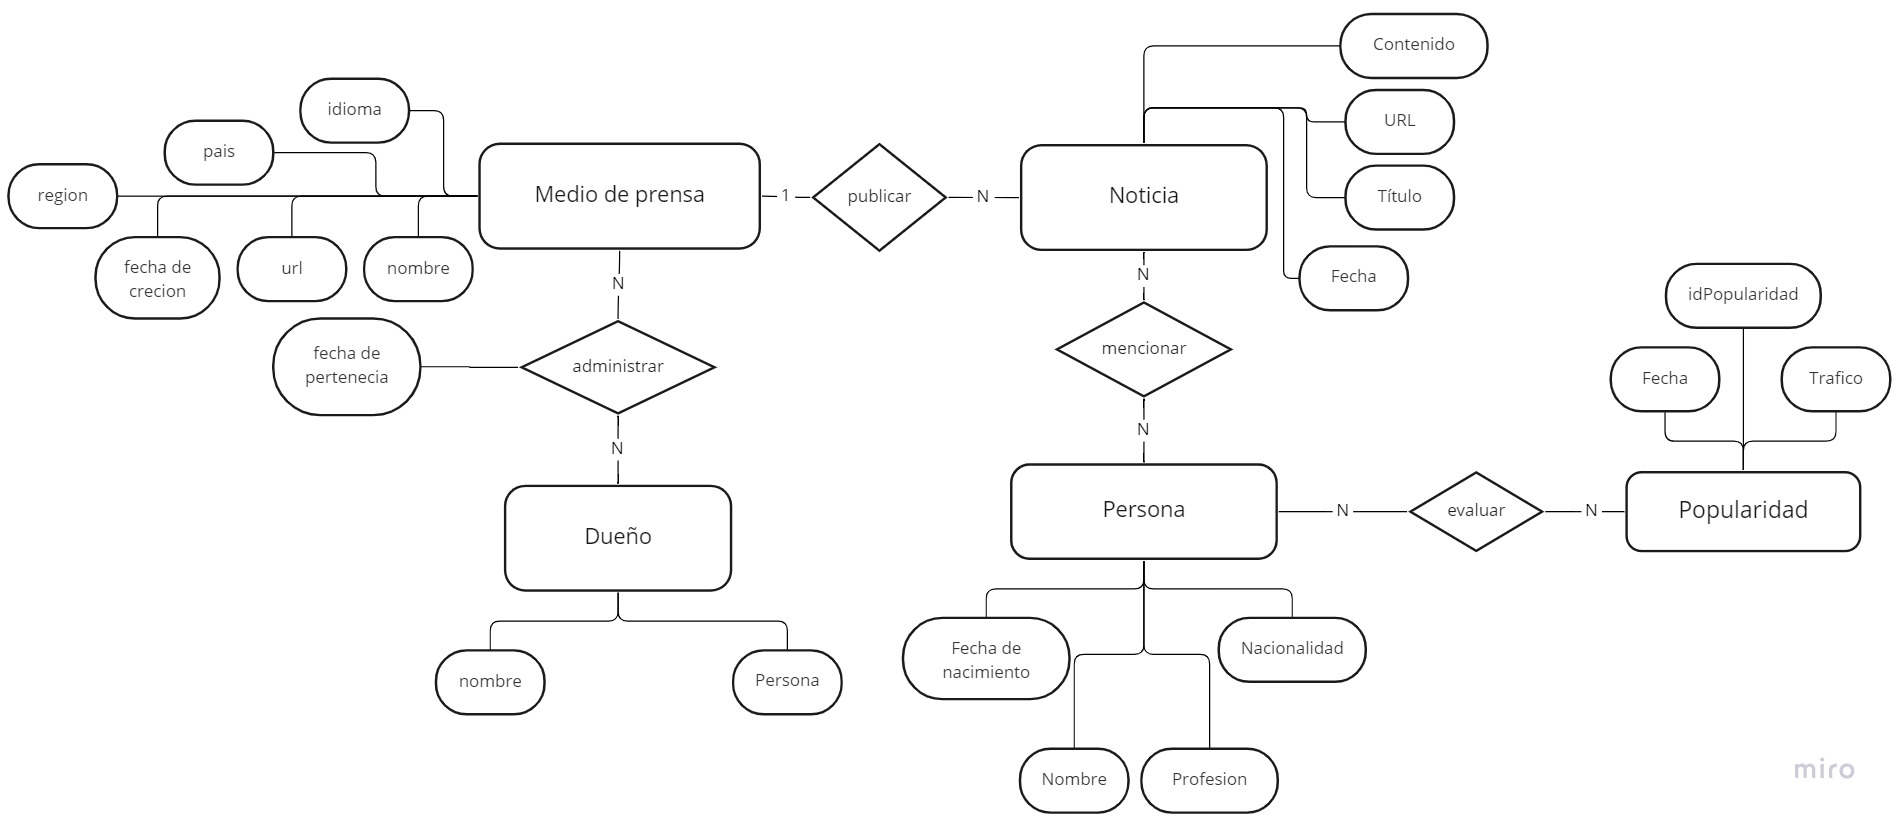 Contenido
idioma
URL
pais
region
Medio de prensa
1
publicar
N
Noticia
Título
fecha de
crecion
url
nombre
Fecha
N
N
idPopularidad
fecha de
pertenecia
administrar
mencionar
Fecha
Trafico
N
N
Dueño
Persona
N
evaluar
N
Popularidad
nombre
Persona
Fecha de
nacimiento
Nacionalidad
Nombre
Profesion
miro